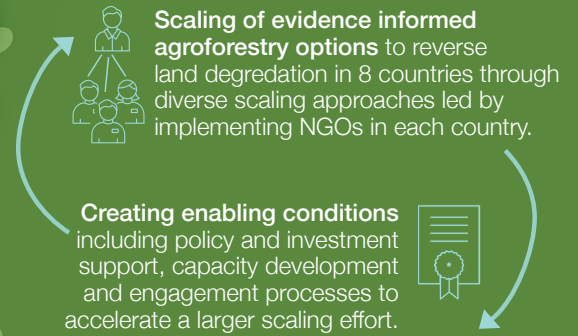 Scaling of evidence informed
agroforestry options to reverse
land degredation in 8 countries through
diverse scaling approaches led by
implementing NGOs in each country.
Creating enabling conditions
including policy and investment
support, capacity development
and engagement processes to
accelerate a larger scaling effort.